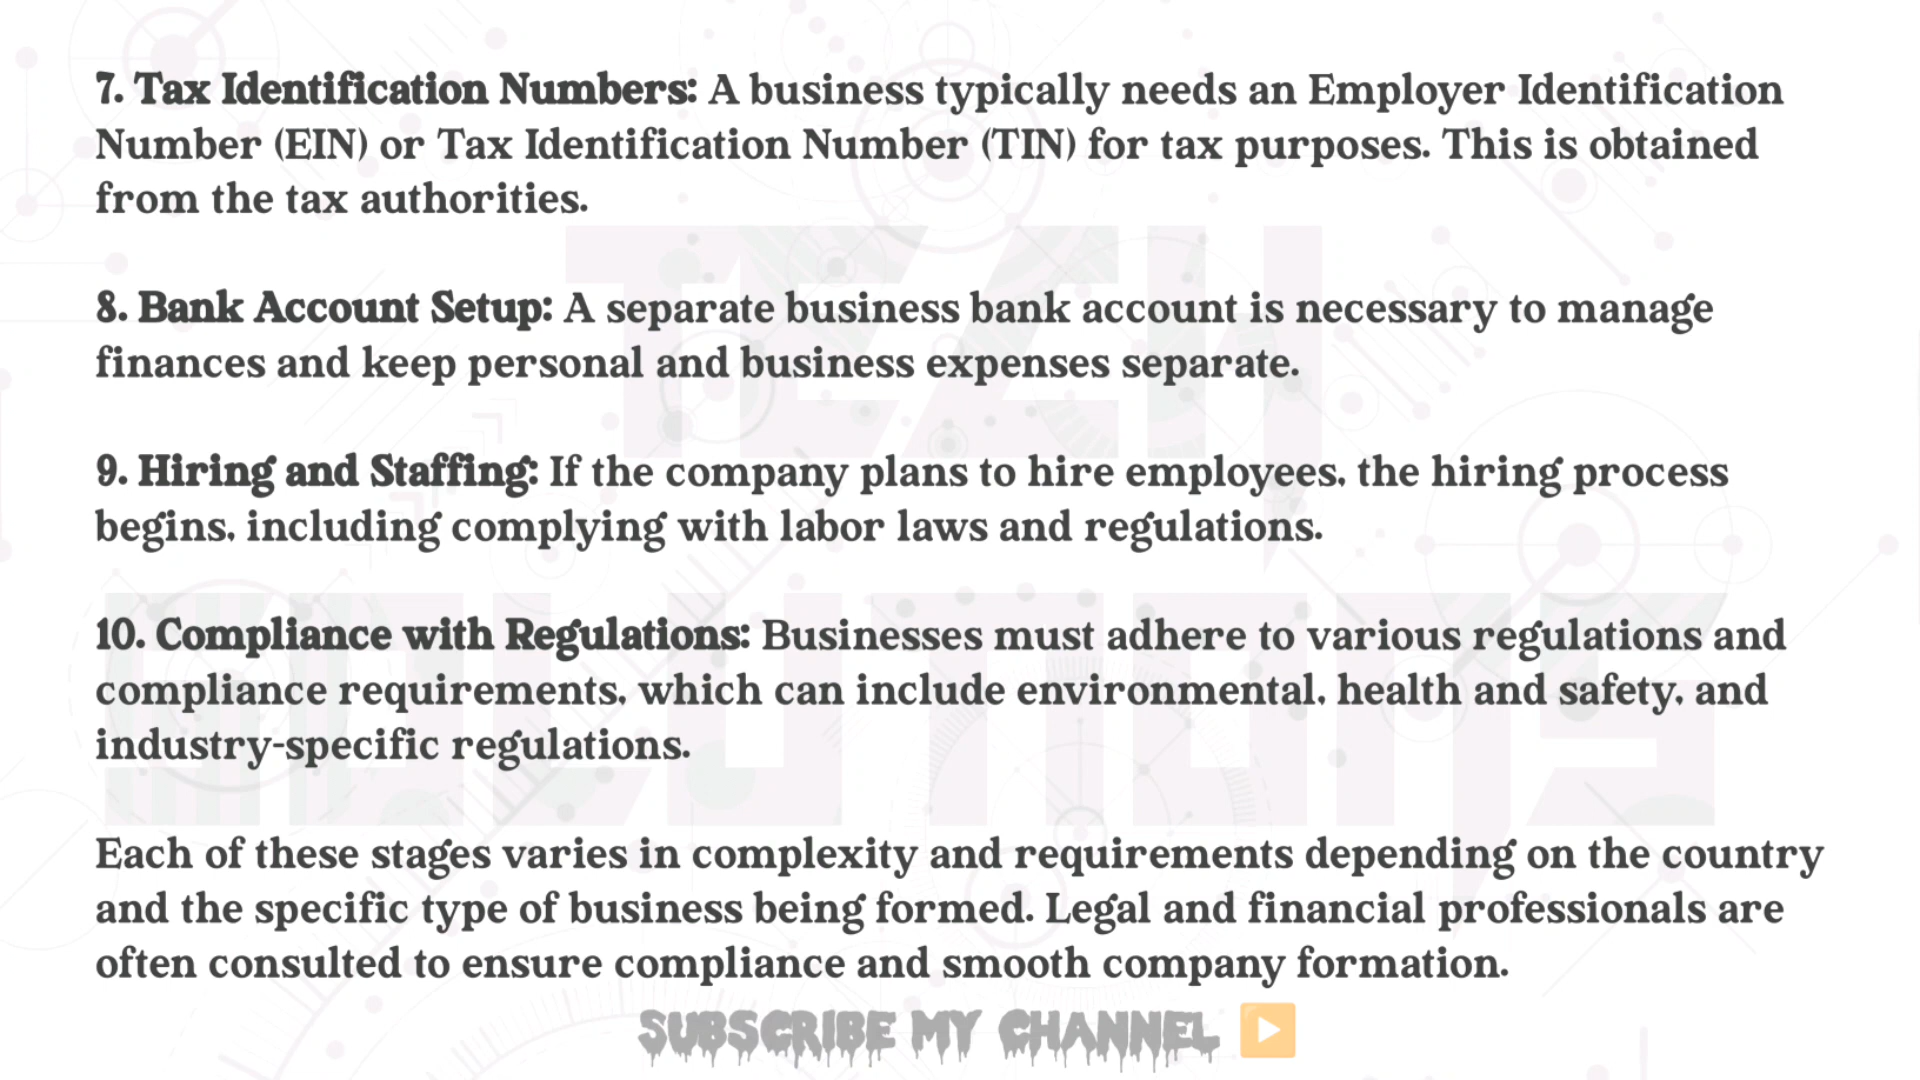 7. Tax Identification Numbers: A business typically needs an Employer Identification
Number (EIN) or Tax Identification Number (TIN) for tax purposes. This is obtained
from the tax authorities.
8. Bank Account Setup: A separate business bank account is necessary to manage
finances and keep personal and business expenses separate.
9. Hiring and Staffing: If the company plans to hire employees, the hiring process
begins, including complying with labor laws and regulations.
10. Compliance with Regulations: Businesses must adhere to various regulations and
compliance requirements, which can include environmental, health and safety, and
industry-specific regulations.
Each of these stages varies in complexity and requirements depending on the country
and the specific type of business being formed. Legal and financial professionals are
often consulted to ensure compliance and smooth company formation.
SUBSCRIBE MY CHANNEL
TECH
SOLUTIONS